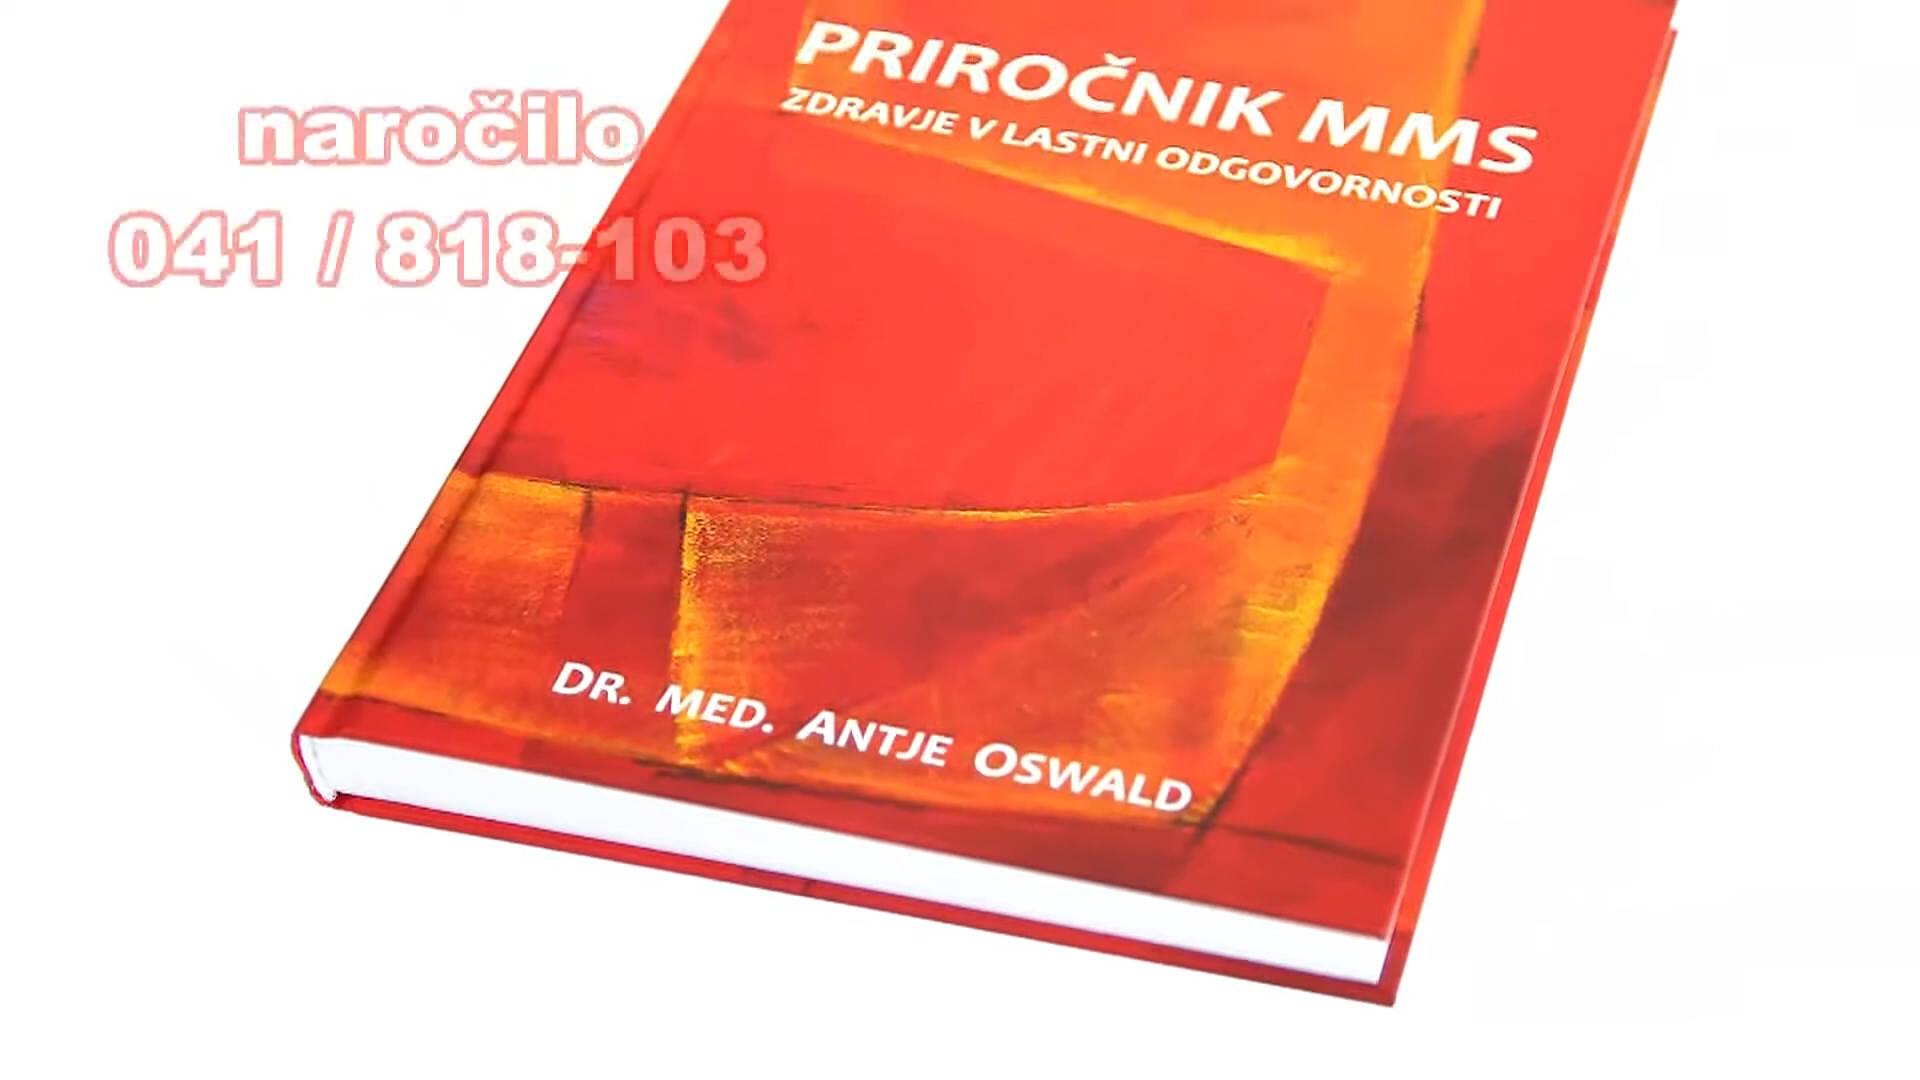 naročilo
041 / 818-103
PRIROČNIK MMS
ZDRAVJE V LASTNI ODGOVORNOSTI
DR. MED. ANTJE OSWALD